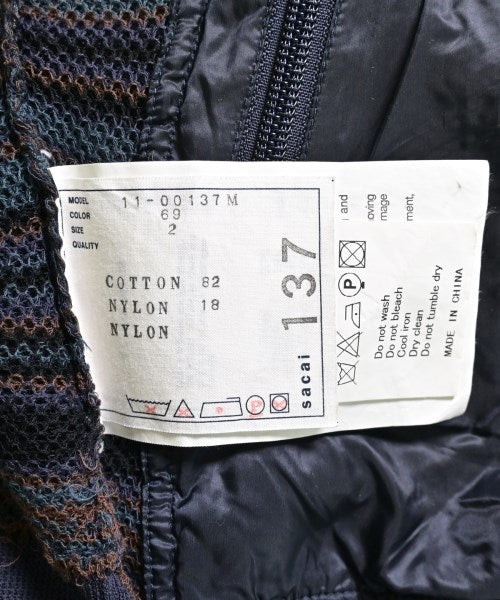 MODEL 11-00137M
COLOR 69
SIZE 2
QUALITY
COTTON 82
NYLON 18
NYLON
137
sacai
l and
oving
mage
ment,
P
Do not wash
Do not bleach
Cool iron
Dry clean
Do not tumble dry
MADE IN CHINA